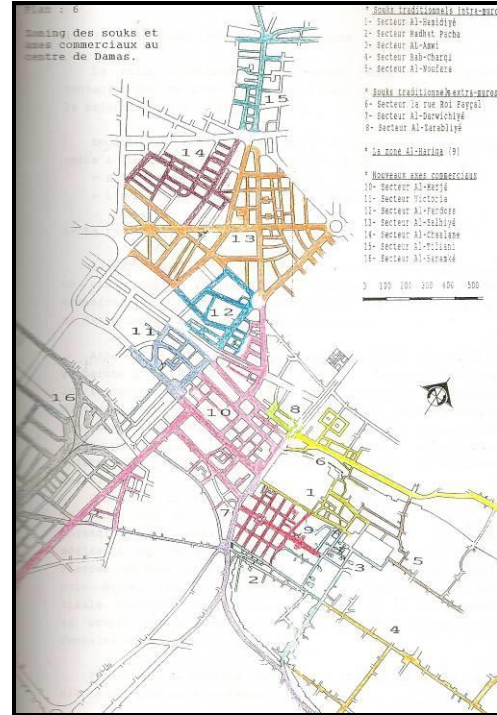 Plan : 6
Zoning des souks et
axes commerciaux au
centre de Damas.
* Souks traditionnels intra-muros
1- Secteur Al-Hamidiyé
2- Secteur Madhat Pacha
3- Secteur AL-Amwi
4- Secteur Bab-Charqi
5- Secteur Al-Noufara
* Souks traditionnels extra-muros
6- Secteur la rue Roi Fayçal
7- Secteur Al-Darwichiyé
8- Secteur Al-Zarabliyé
* La zone Al-Hariqa (9)
* Nouveaux axes commerciaux
10- Secteur Al-Merjé
11- Secteur Victoria
12- Secteur Al-Fardoss
13- Secteur Al-Salhiyé
14- Secteur Al-Chaalane
15- Secteur Al-Tiliani
16- Secteur Al-Baramké
0 100 200 300 400 500
15
14
13
12
11
16
10
8
6
1
7
9
3
5
2
4